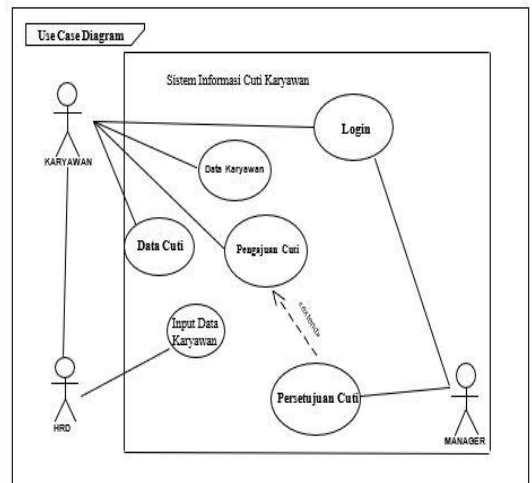 Use Case Diagram
Sistem Informasi Cuti Karyawan
Login
KARYAWAN
Data Karyawan
Data Cuti
Pengajuan Cuti
«extend»
Input Data
Karyawan
Persetujuan Cuti
HRD
MANAGER